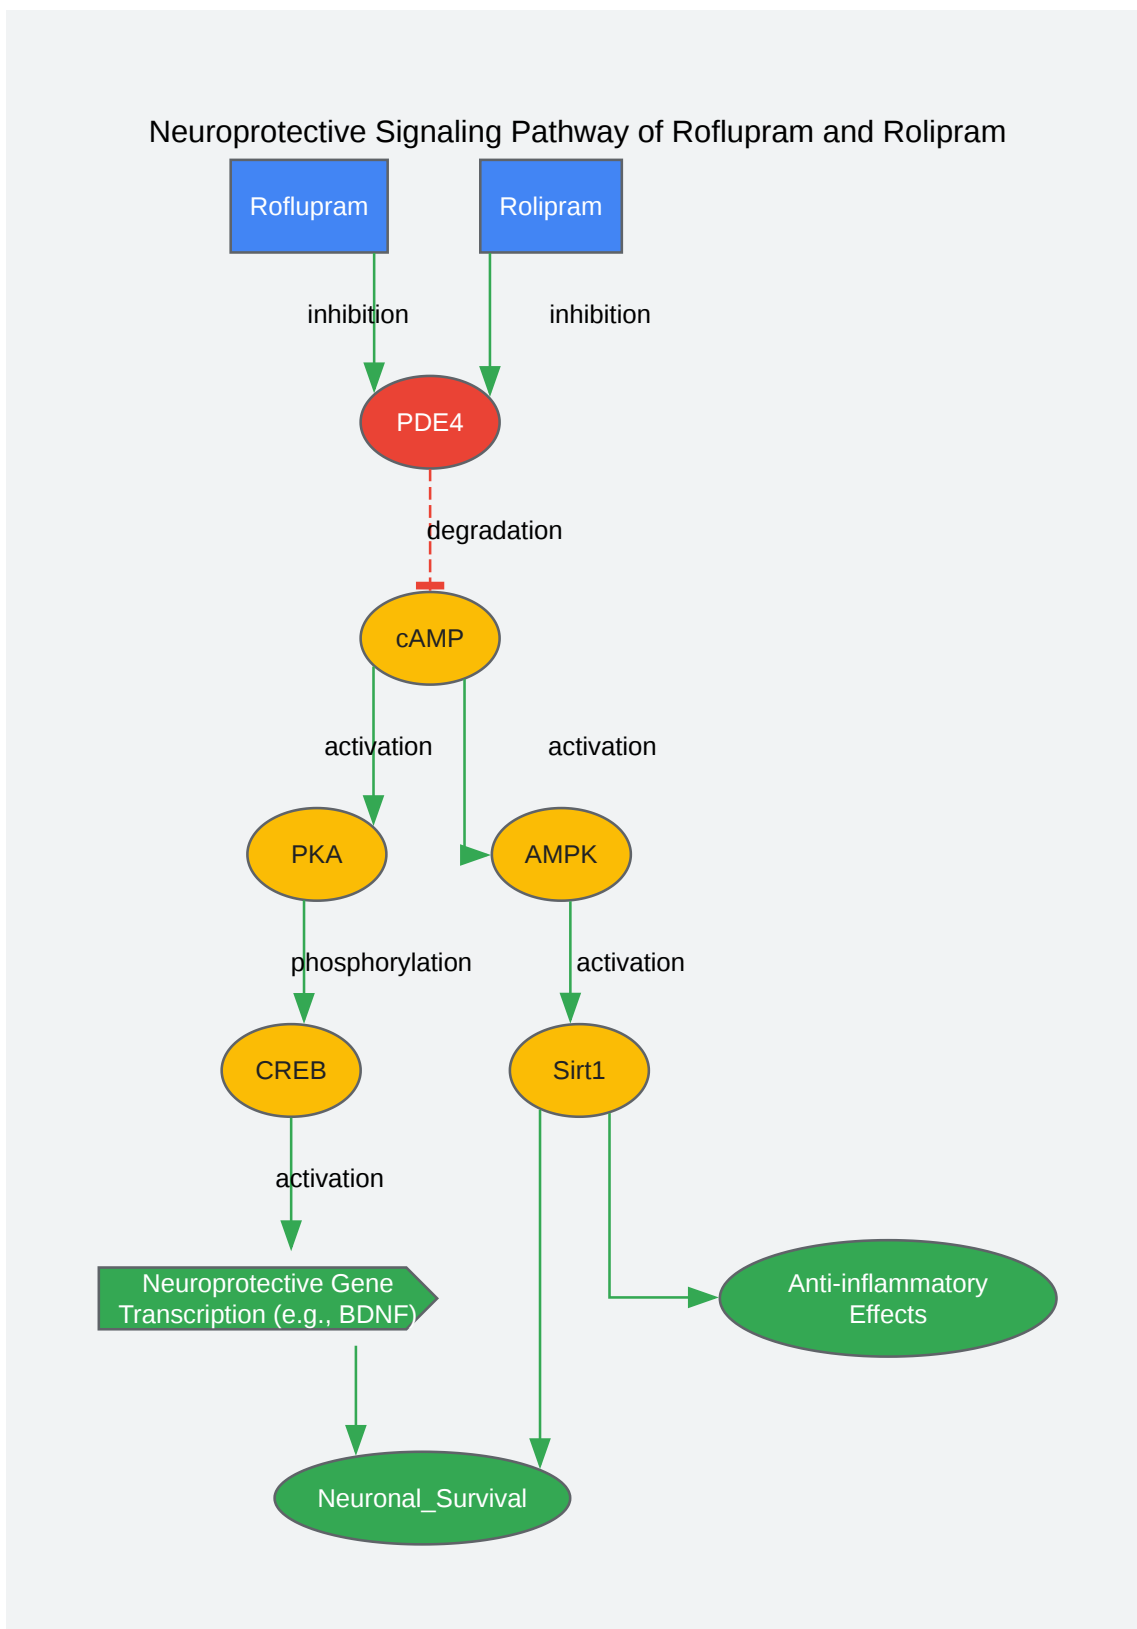 Neuroprotective Signaling Pathway of Roflupram and Rolipram
Roflupram
Rolipram
inhibition
inhibition
PDE4
degradation
cAMP
activation
activation
PKA
AMPK
phosphorylation
activation
CREB
Sirt1
activation
Neuroprotective Gene
Transcription (e.g., BDNF)
Anti-inflammatory
Effects
Neuronal_Survival